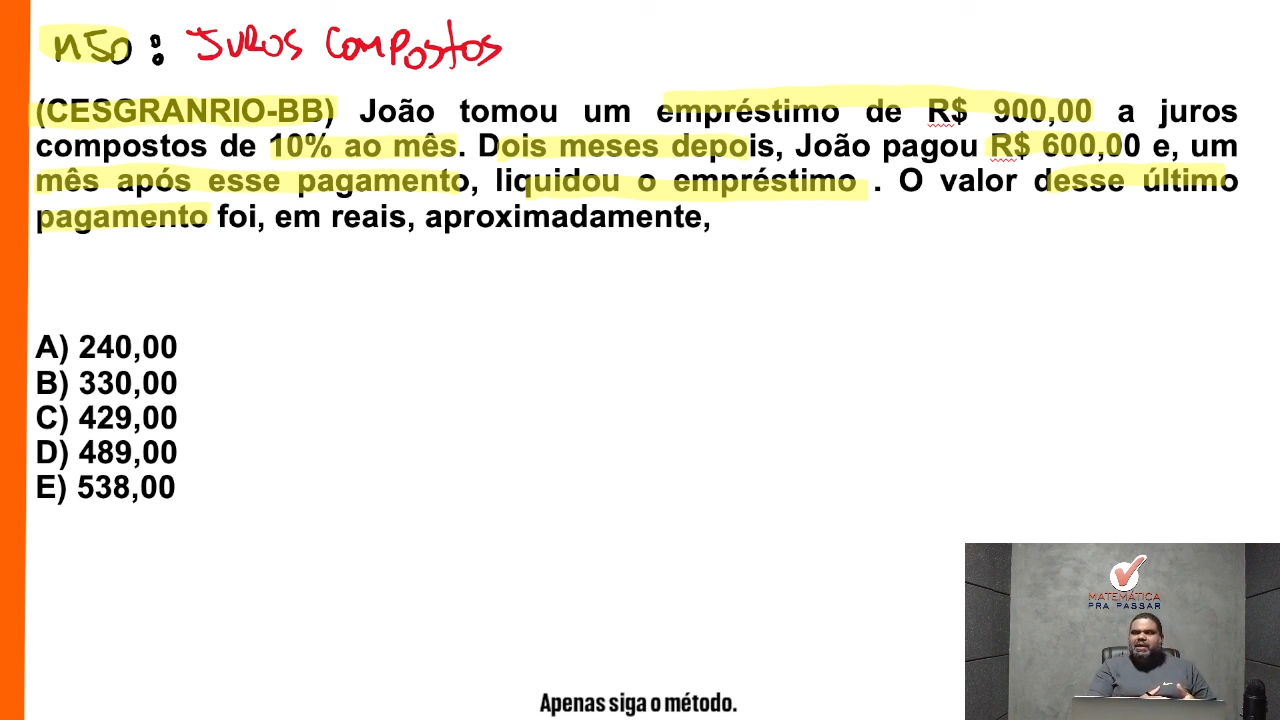 M50: JUROS COMPOSTOS
(CESGRANRIO-BB) João tomou um empréstimo de R$ 900,00 a juros
compostos de 10% ao mês. Dois meses depois, João pagou R$ 600,00 e, um
mês após esse pagamento, liquidou o empréstimo . O valor desse último
pagamento foi, em reais, aproximadamente,
A) 240,00
B) 330,00
C) 429,00
D) 489,00
E) 538,00
MATEMÁTICA
PRA PASSAR
Apenas siga o método.